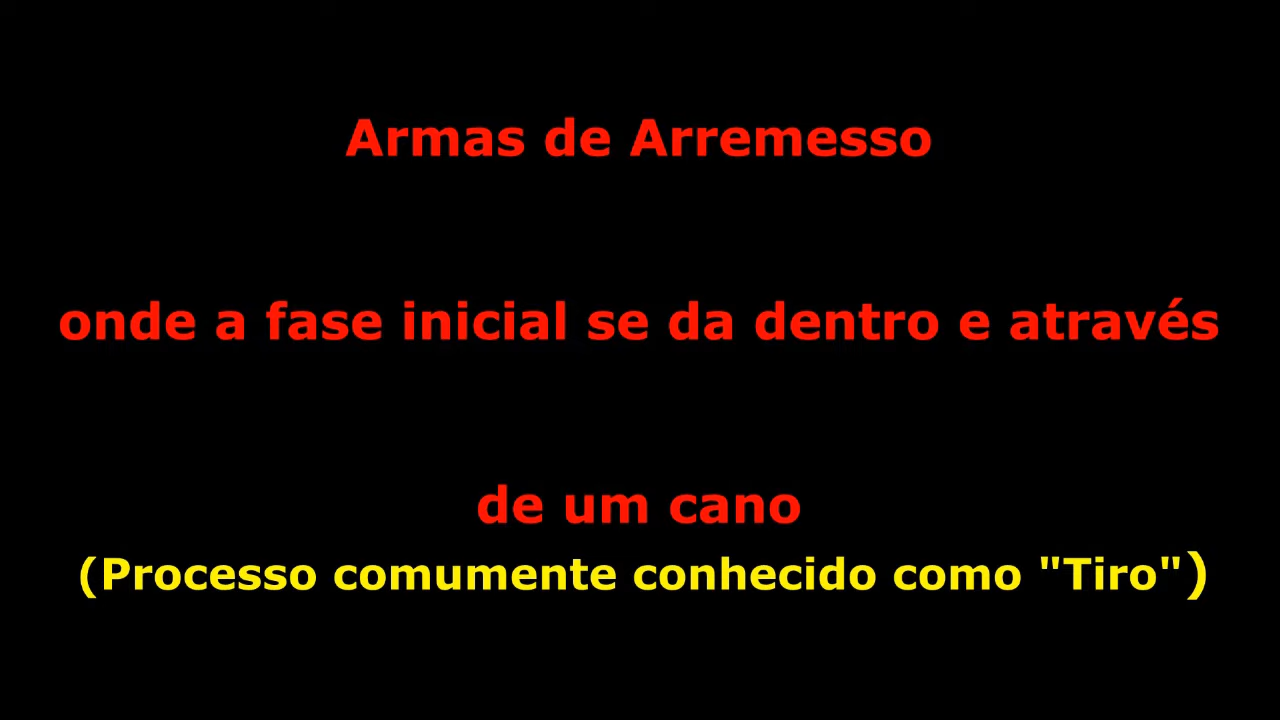 Armas de Arremesso
onde a fase inicial se da dentro e através
de um cano
(Processo comumente conhecido como "Tiro")